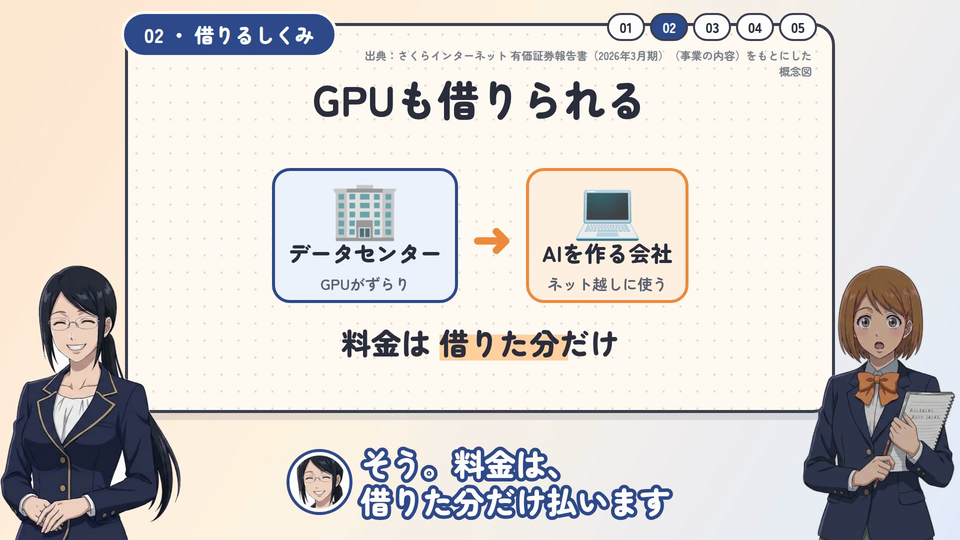 02 ・ 借りるしくみ
01 02 03 04 05
出典：さくらインターネット 有価証券報告書（2026年3月期）（事業の内容）をもとにした
概念図
GPUも借りられる
データセンター
GPUがずらり
AIを作る会社
ネット越しに使う
料金は 借りた分だけ
そう。料金は、
借りた分だけ払います